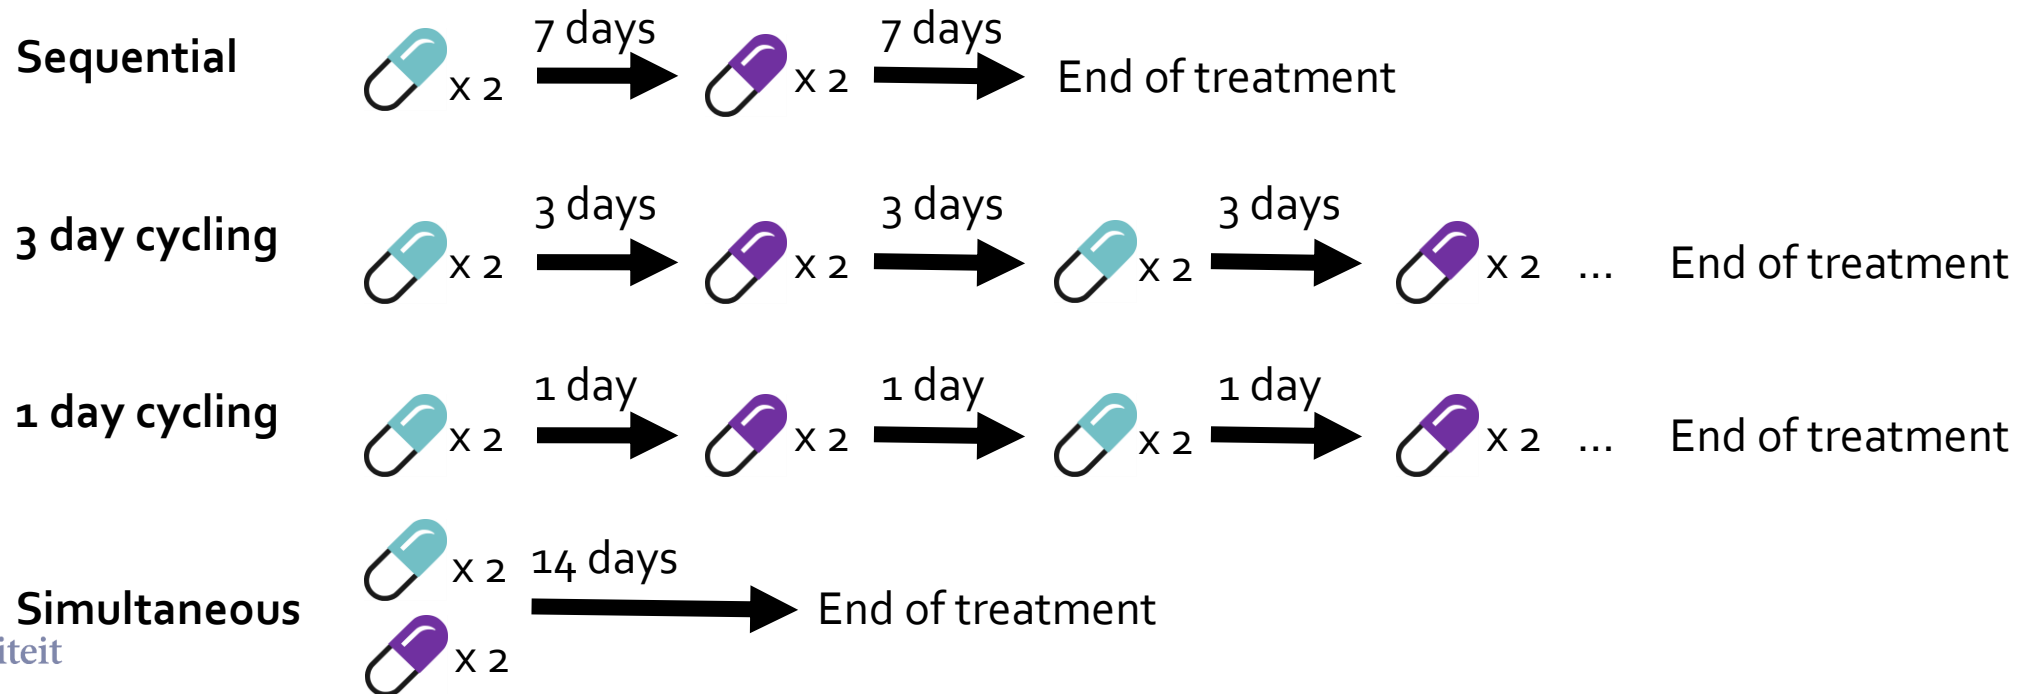 Sequential x 2 7 days x 2 7 days End of treatment
3 day cycling x 2 3 days x 2 3 days x 2 3 days x 2 ... End of treatment
1 day cycling x 2 1 day x 2 1 day x 2 1 day x 2 ... End of treatment
x 2 14 days
Simultaneous End of treatment
iteit x 2